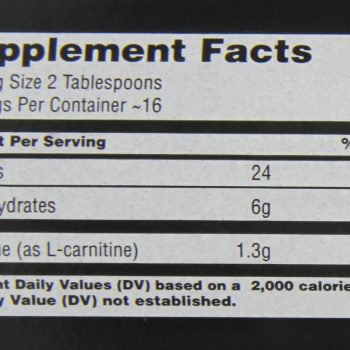 pplement Facts
g Size 2 Tablespoons
gs Per Container ~16
t Per Serving %
s 24
ydrates 6g
ne (as L-carnitine) 1.3g
nt Daily Values (DV) based on a 2,000 calorie
y Value (DV) not established.